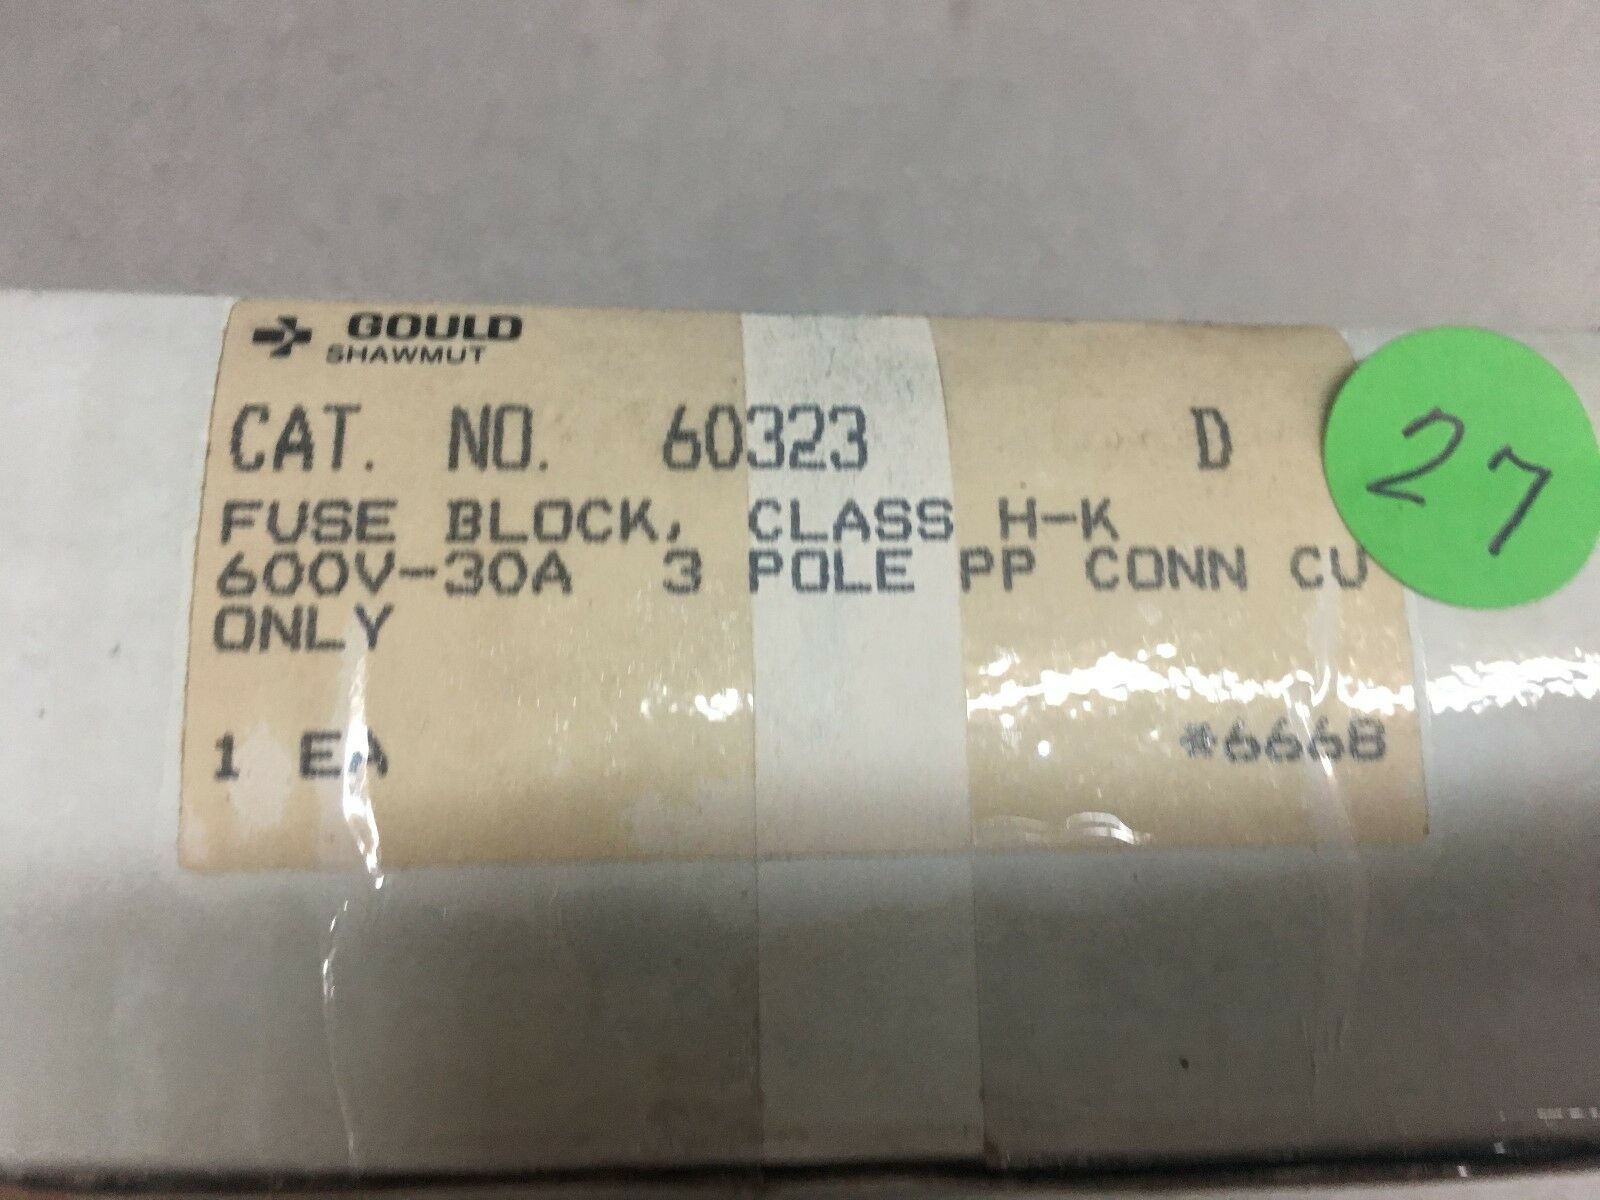 GOULD
SHAWMUT
CAT. NO. 60323 D
FUSE BLOCK, CLASS H-K
600V-30A 3 POLE PP CONN CU
ONLY
1 EA #6668
27